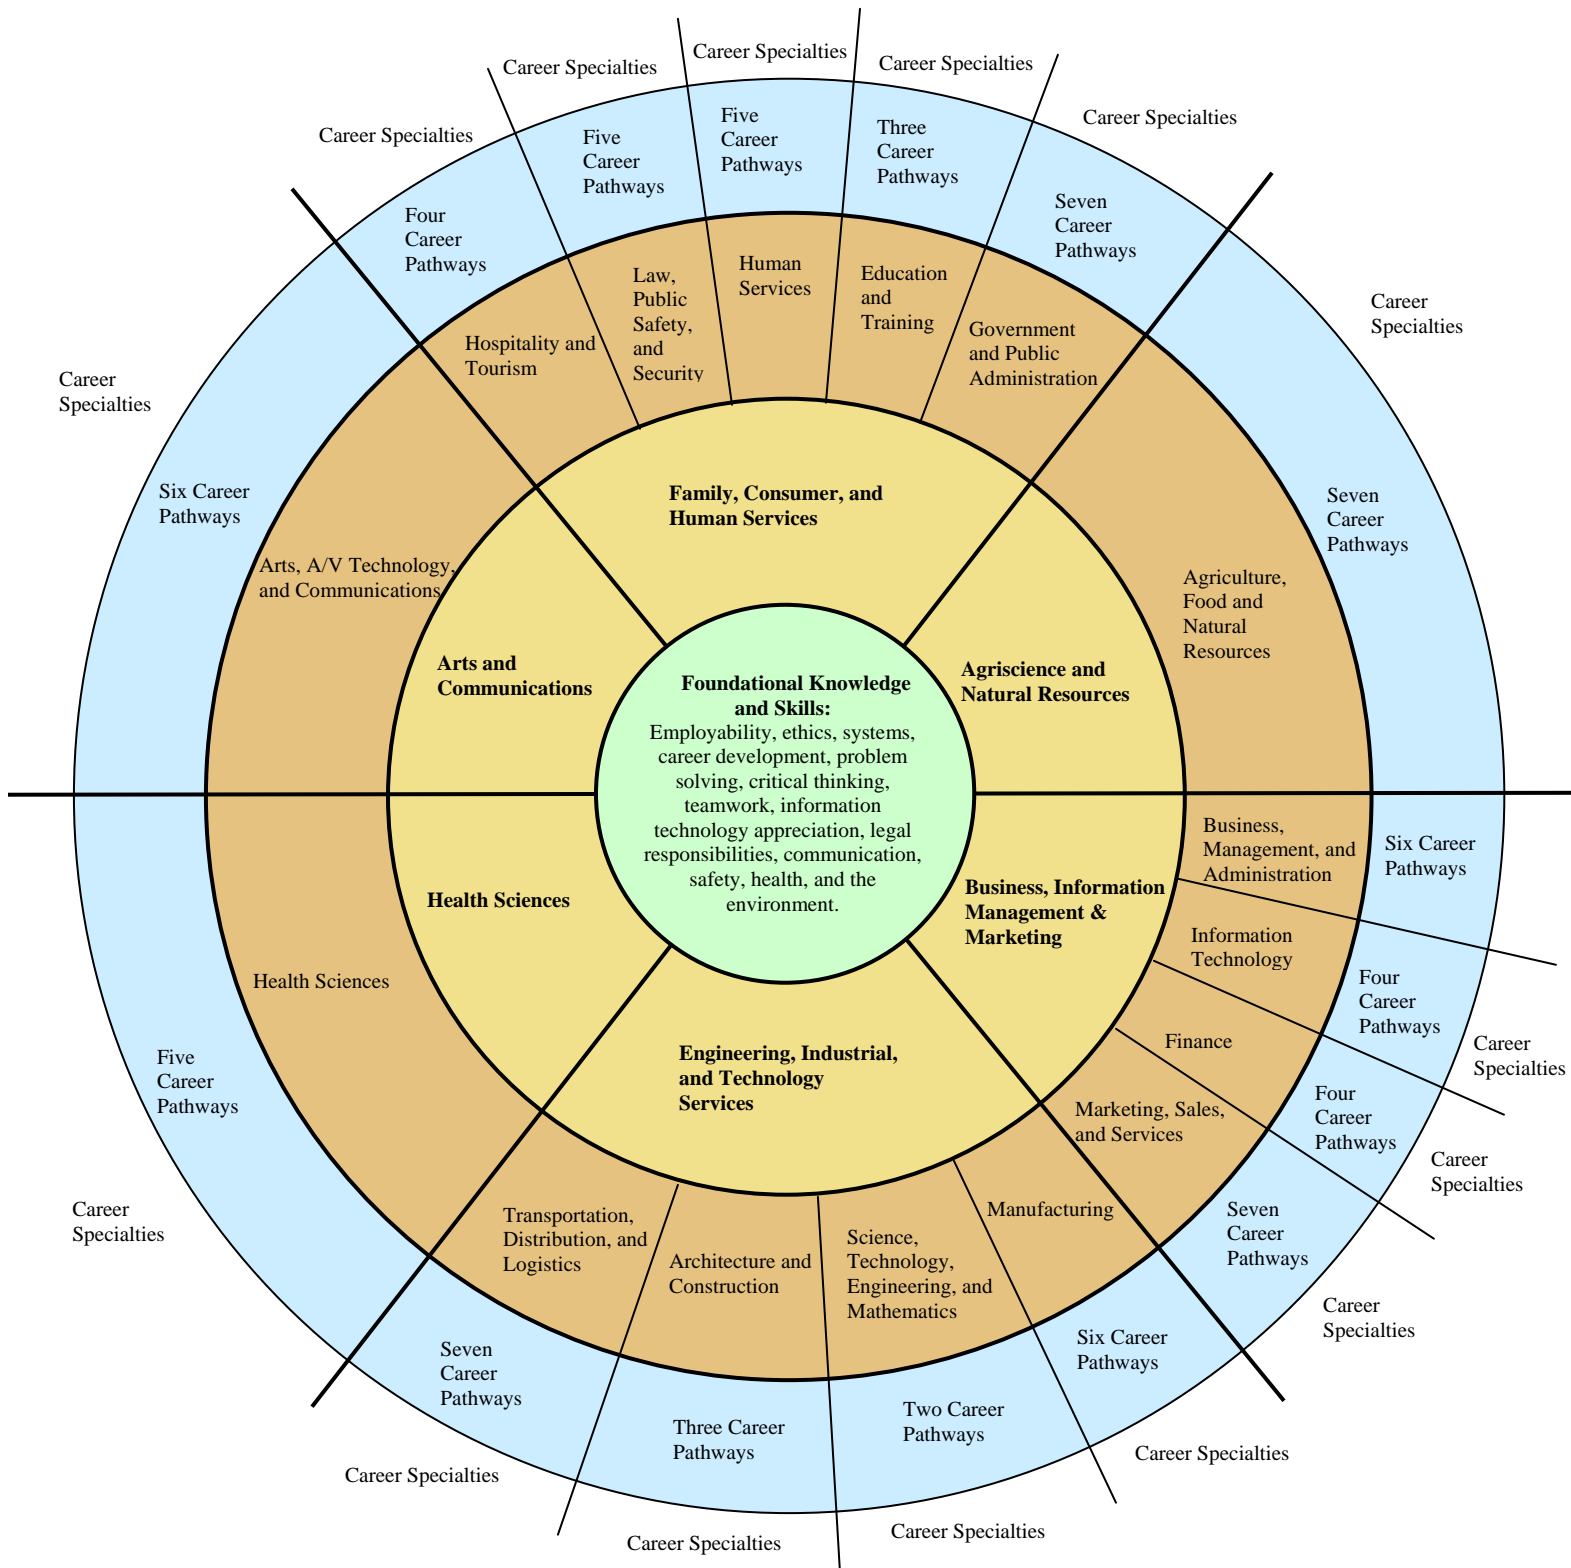 Career Specialties
Career Specialties
Career Specialties
Career Specialties
Career Specialties
Four
Career
Pathways
Five
Career
Pathways
Five
Career
Pathways
Three
Career
Pathways
Seven
Career
Pathways
Hospitality and
Tourism
Law,
Public
Safety,
and
Security
Human
Services
Education
and
Training
Government
and Public
Administration
Career
Specialties
Career
Specialties
Six Career
Pathways
Seven
Career
Pathways
Family, Consumer, and
Human Services
Arts, A/V Technology,
and Communications
Agriculture,
Food and
Natural
Resources
Arts and
Communications
Agriscience and
Natural Resources
Foundational Knowledge
and Skills:
Employability, ethics, systems,
career development, problem
solving, critical thinking,
teamwork, information
technology appreciation, legal
responsibilities, communication,
safety, health, and the
environment.
Health Sciences
Business, Information
Management &
Marketing
Business,
Management, and
Administration
Six Career
Pathways
Information
Technology
Four
Career
Pathways
Career
Specialties
Health Sciences
Five
Career
Pathways
Career
Specialties
Engineering, Industrial,
and Technology
Services
Finance
Four
Career
Pathways
Career
Specialties
Marketing, Sales,
and Services
Seven
Career
Pathways
Career
Specialties
Transportation,
Distribution, and
Logistics
Architecture and
Construction
Science,
Technology,
Engineering, and
Mathematics
Manufacturing
Seven
Career
Pathways
Three Career
Pathways
Two Career
Pathways
Six Career
Pathways
Career Specialties
Career Specialties
Career Specialties
Career Specialties